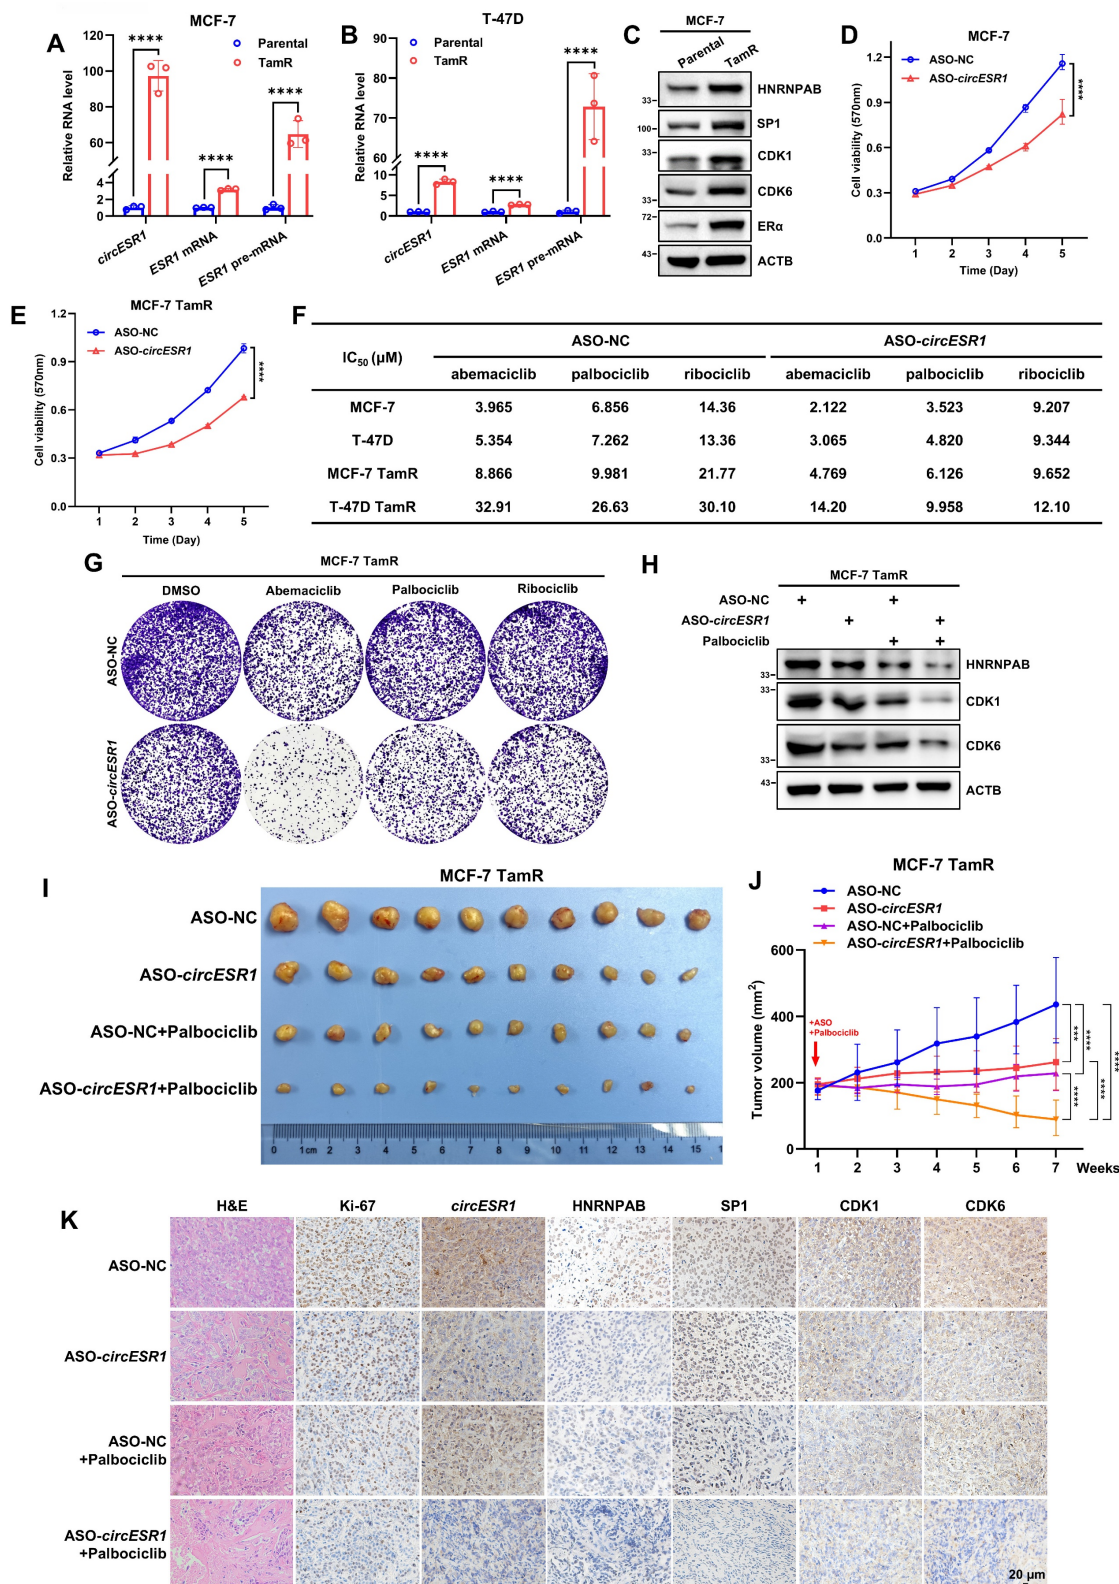 A
MCF-7
Relative RNA level
120
100
80
60
4
2
0
****
****
****
Parental
TamR
circESR1
ESR1 mRNA
ESR1 pre-mRNA
B
T-47D
Relative RNA level
90
80
70
60
10
5
0
****
****
****
Parental
TamR
circESR1
ESR1 mRNA
ESR1 pre-mRNA
C
MCF-7
Parental
TamR
33
HNRNPAB
100
SP1
33
CDK1
CDK6
72
ERα
43
ACTB
D
MCF-7
Cell viability (570nm)
1.2
0.9
0.6
0.3
0.0
ASO-NC
ASO-circESR1
****
1 2 3 4 5
Time (Day)
E
MCF-7 TamR
Cell viability (570nm)
1.2
0.9
0.6
0.3
0.0
ASO-NC
ASO-circESR1
****
1 2 3 4 5
Time (Day)
F
IC50 (μM) ASO-NC ASO-circESR1
abemaciclib palbociclib ribociclib abemaciclib palbociclib ribociclib
MCF-7 3.965 6.856 14.36 2.122 3.523 9.207
T-47D 5.354 7.262 13.36 3.065 4.820 9.344
MCF-7 TamR 8.866 9.981 21.77 4.769 6.126 9.652
T-47D TamR 32.91 26.63 30.10 14.20 9.958 12.10
G
MCF-7 TamR
DMSO Abemaciclib Palbociclib Ribociclib
ASO-NC
ASO-circESR1
H
MCF-7 TamR
ASO-NC + +
ASO-circESR1 + +
Palbociclib + +
33
HNRNPAB
33
CDK1
33
CDK6
43
ACTB
I
MCF-7 TamR
ASO-NC
ASO-circESR1
ASO-NC+Palbociclib
ASO-circESR1+Palbociclib
0 1cm 2 3 4 5 6 7 8 9 10 11 12 13 14 15
J
MCF-7 TamR
ASO-NC
ASO-circESR1
ASO-NC+Palbociclib
ASO-circESR1+Palbociclib
Tumor volume (mm2)
600
400
200
0
+ASO
+Palbociclib
***
****
****
****
****
1 2 3 4 5 6 7 Weeks
K
H&E Ki-67 circESR1 HNRNPAB SP1 CDK1 CDK6
ASO-NC
ASO-circESR1
ASO-NC
+Palbociclib
ASO-circESR1
+Palbociclib
20 μm